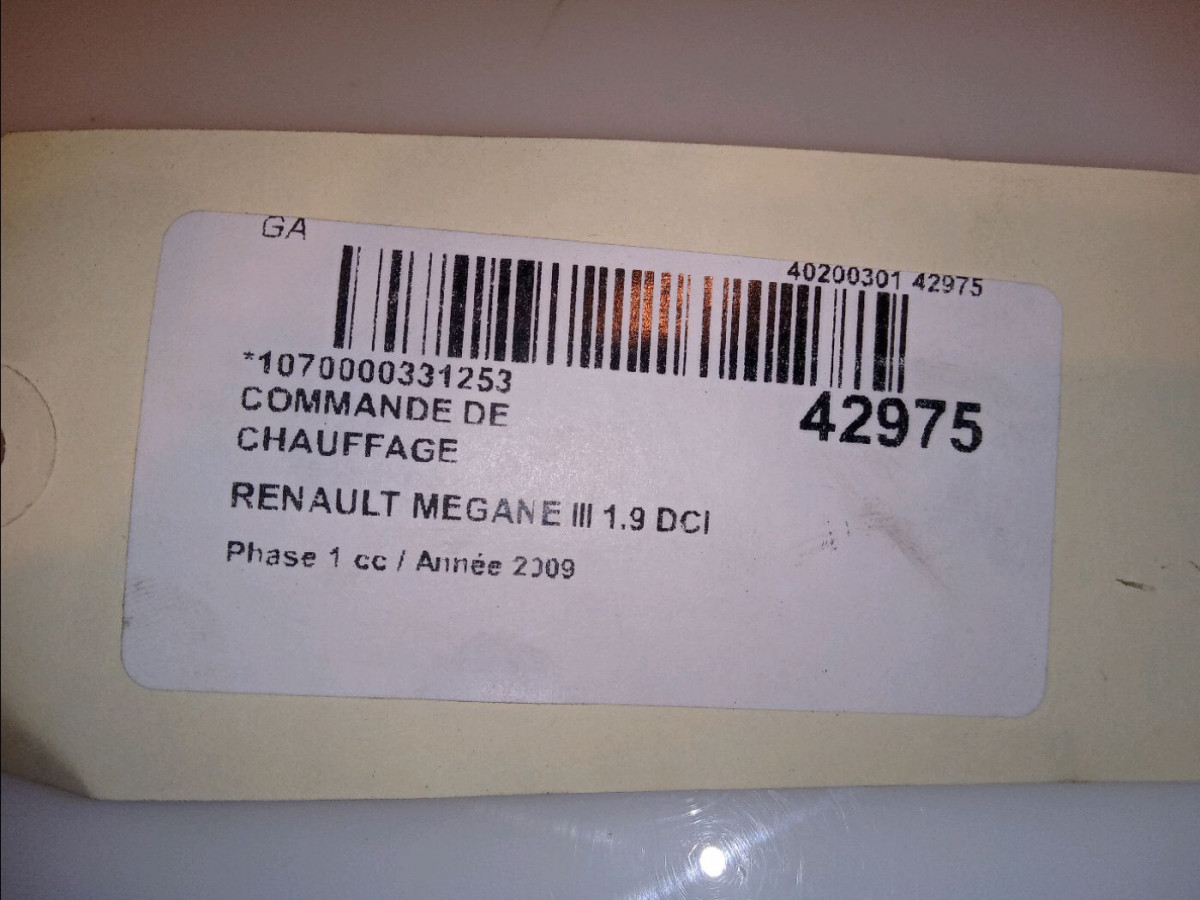 GA
40200301 42975
*1070000331253
COMMANDE DE
CHAUFFAGE
42975
RENAULT MEGANE III 1.9 DCI
Phase 1 cc / Année 2009